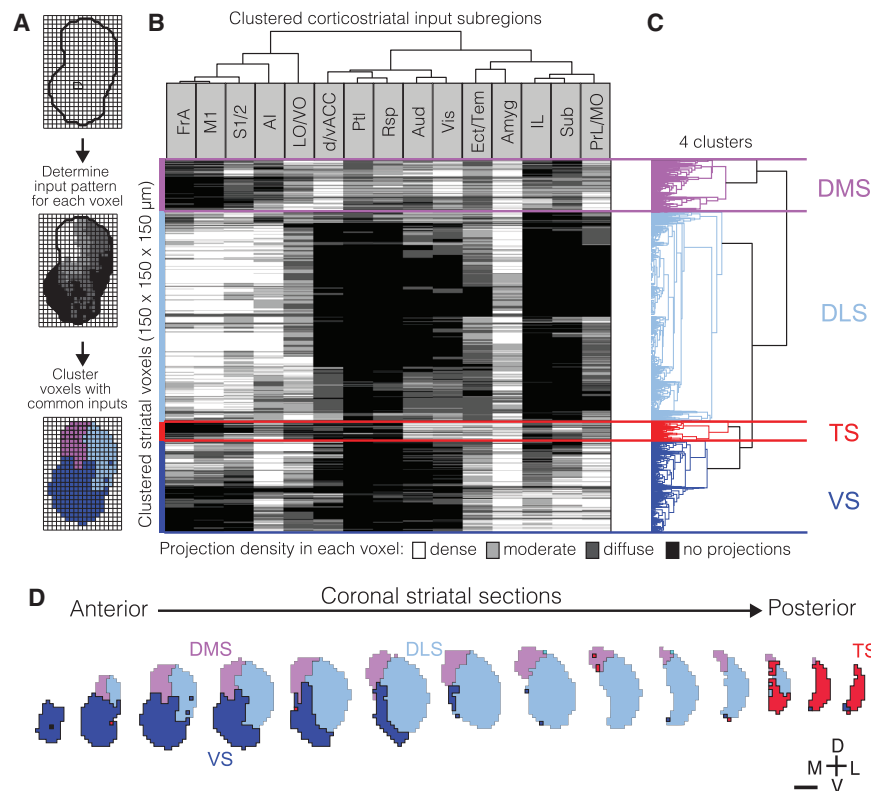 A
B
Clustered corticostriatal input subregions
C
FrA
M1
S1/2
AI
LO/VO
d/vACC
Ptl
Rsp
Aud
Vis
Ect/Tem
Amyg
IL
Sub
PrL/MO
Determine
input pattern
for each voxel
Cluster
voxels with
common inputs
Clustered striatal voxels (150 x 150 x 150 µm)
4 clusters
DMS
DLS
TS
VS
Projection density in each voxel: dense moderate diffuse no projections
D
Anterior
Coronal striatal sections
Posterior
DMS
DLS
TS
VS
D
M L
V